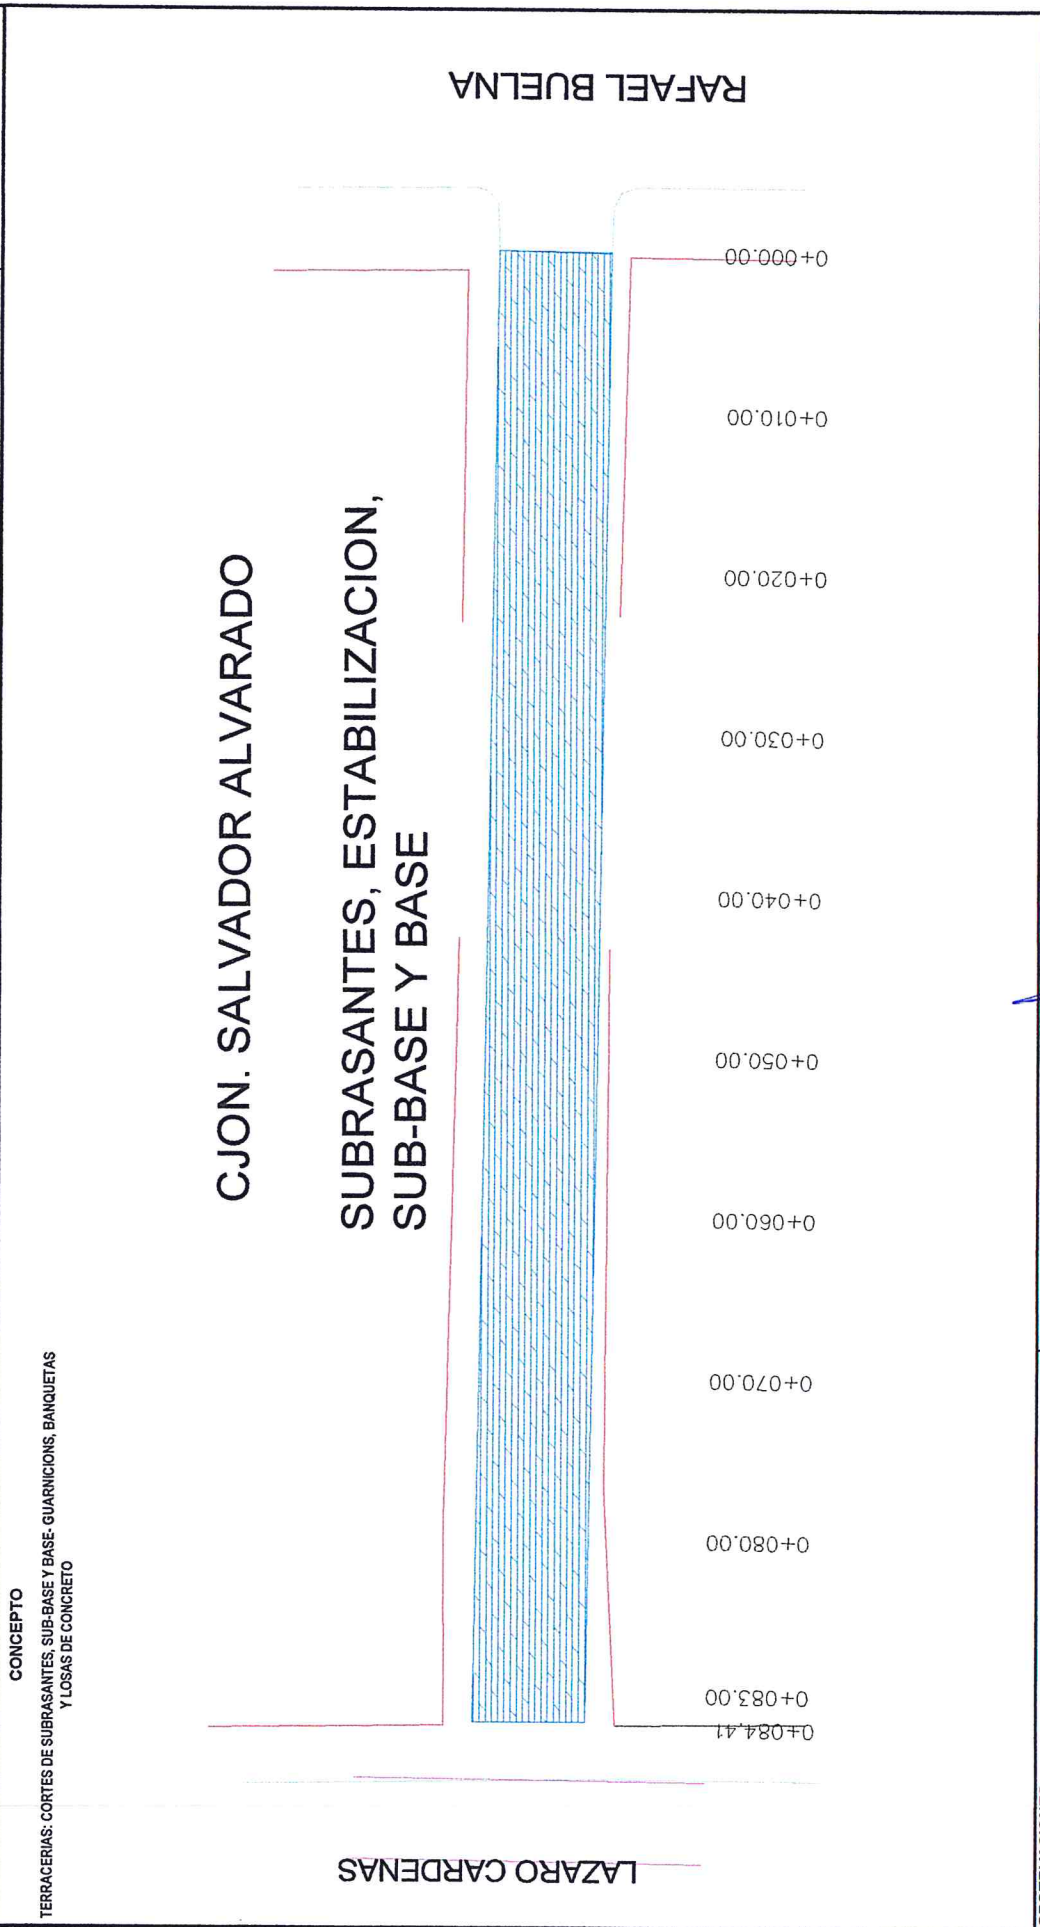 CONCEPTO
TERRACERIAS: CORTES DE SUBRASANTES, SUB-BASE Y BASE- GUARNICIONS, BANQUETAS
Y LOSAS DE CONCRETO
CJON. SALVADOR ALVARADO
SUBRASANTES, ESTABILIZACION,
SUB-BASE Y BASE
LAZARO CARDENAS
RAFAEL BUELNA
0+084.41
0+083.00
0+080.00
0+070.00
0+060.00
0+050.00
0+040.00
0+030.00
0+020.00
0+010.00
0+000.00